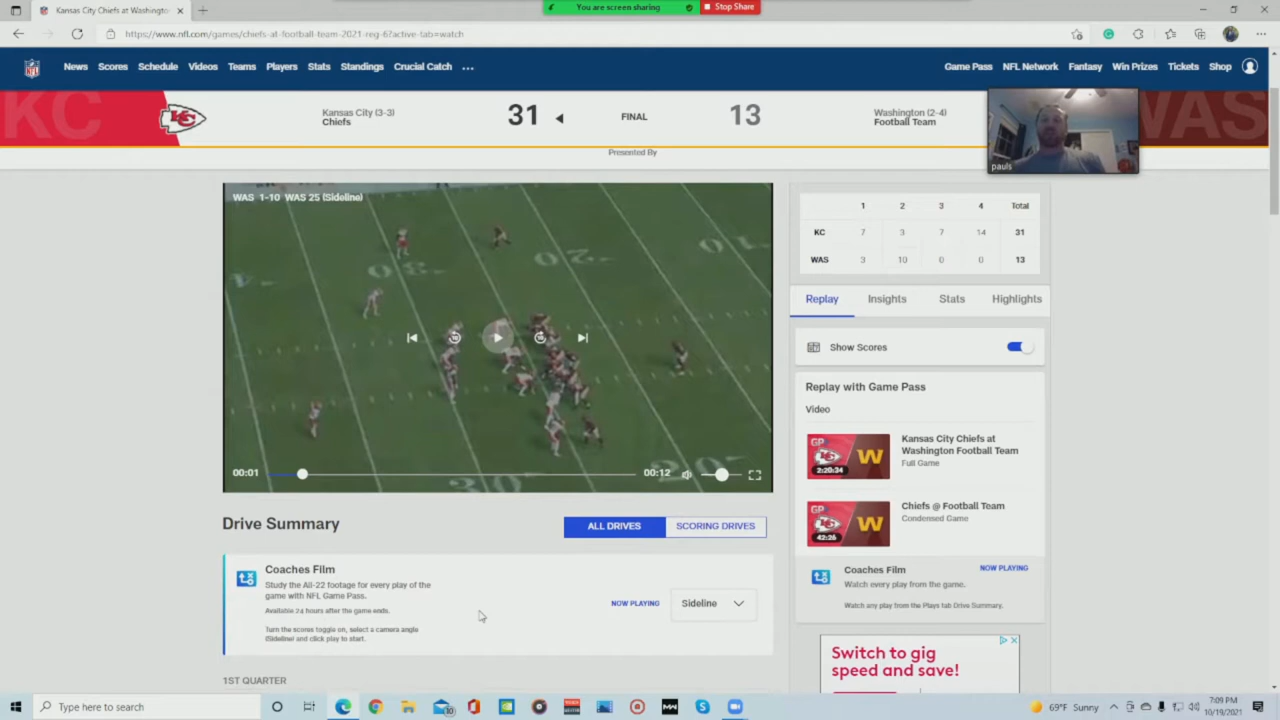 Kansas City Chiefs at Washingto
You are screen sharing
Stop Share
https://www.nfl.com/games/chiefs-at-football-team-2021-reg-6?active-tab=watch
News Scores Schedule Videos Teams Players Stats Standings Crucial Catch
Game Pass NFL Network Fantasy Win Prizes Tickets Shop
KC
Kansas City (3-3)
Chiefs
31
FINAL
13
Washington (2-4)
Football Team
WAS
pauls
Presented By
WAS 1-10 WAS 25 (Sideline)
00:01
00:12
1 2 3 4 Total
KC 7 3 7 14 31
WAS 3 10 0 0 13
Replay Insights Stats Highlights
Show Scores
Replay with Game Pass
Video
GP
2:20:34
Kansas City Chiefs at
Washington Football Team
Full Game
GP
42:26
Chiefs @ Football Team
Condensed Game
Coaches Film
NOW PLAYING
Watch every play from the game.
Watch any play from the Plays tab Drive Summary.
Switch to gig
speed and save!
Drive Summary
ALL DRIVES
SCORING DRIVES
Coaches Film
Study the All-22 footage for every play of the
game with NFL Game Pass.
Available 24 hours after the game ends.
Turn the scores toggle on, select a camera angle
(Sideline) and click play to start.
NOW PLAYING
Sideline
1ST QUARTER
Type here to search
69°F Sunny
7:09 PM
10/19/2021